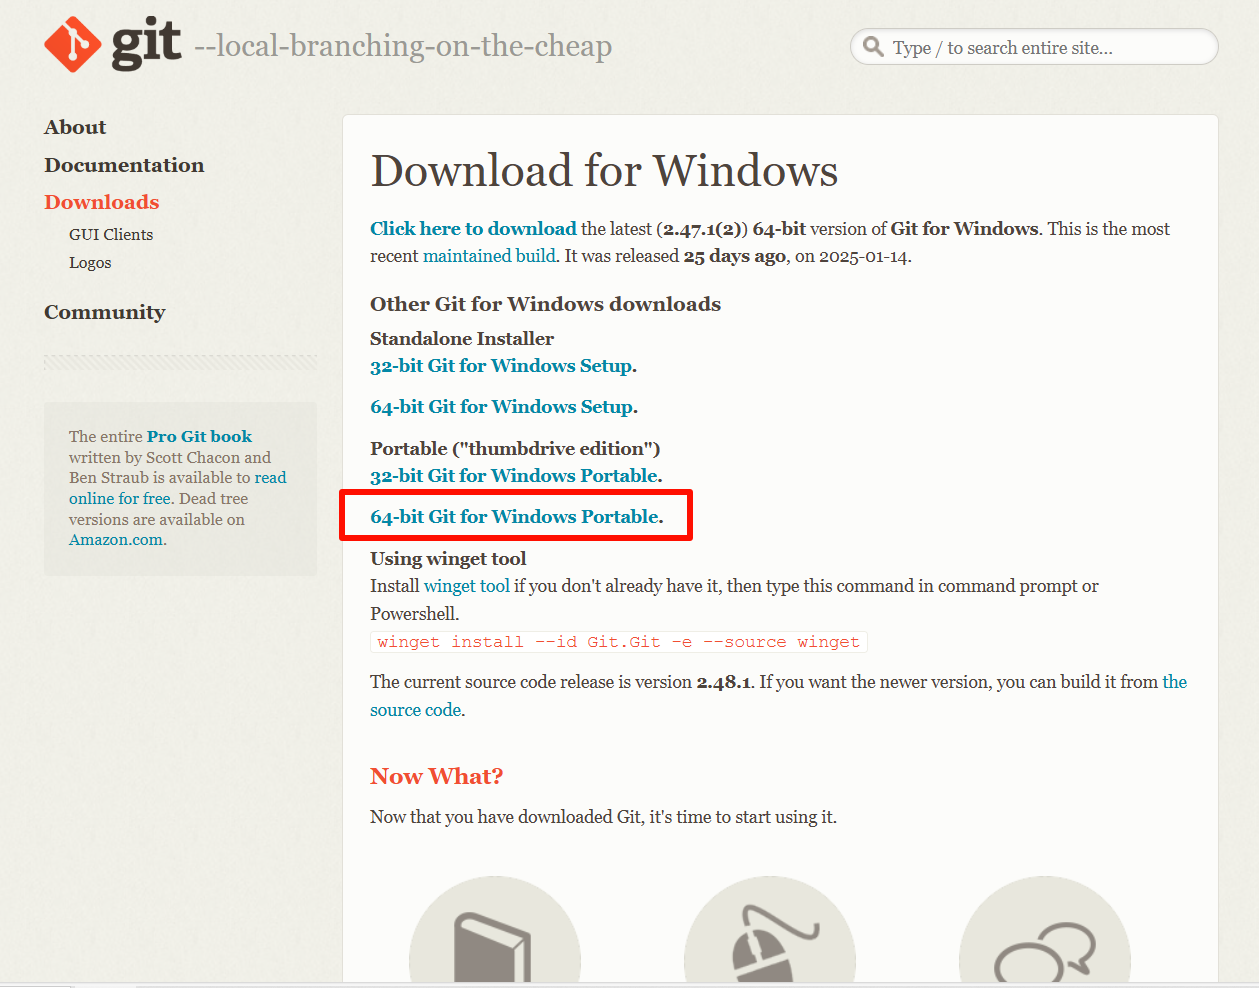 git --local-branching-on-the-cheap
Type / to search entire site...
About
Documentation
Downloads
GUI Clients
Logos
Community
The entire Pro Git book
written by Scott Chacon and
Ben Straub is available to read
online for free. Dead tree
versions are available on
Amazon.com.
Download for Windows
Click here to download the latest (2.47.1(2)) 64-bit version of Git for Windows. This is the most
recent maintained build. It was released 25 days ago, on 2025-01-14.
Other Git for Windows downloads
Standalone Installer
32-bit Git for Windows Setup.
64-bit Git for Windows Setup.
Portable ("thumbdrive edition")
32-bit Git for Windows Portable.
64-bit Git for Windows Portable.
Using winget tool
Install winget tool if you don't already have it, then type this command in command prompt or
Powershell.
winget install --id Git.Git -e --source winget
The current source code release is version 2.48.1. If you want the newer version, you can build it from the
source code.
Now What?
Now that you have downloaded Git, it's time to start using it.